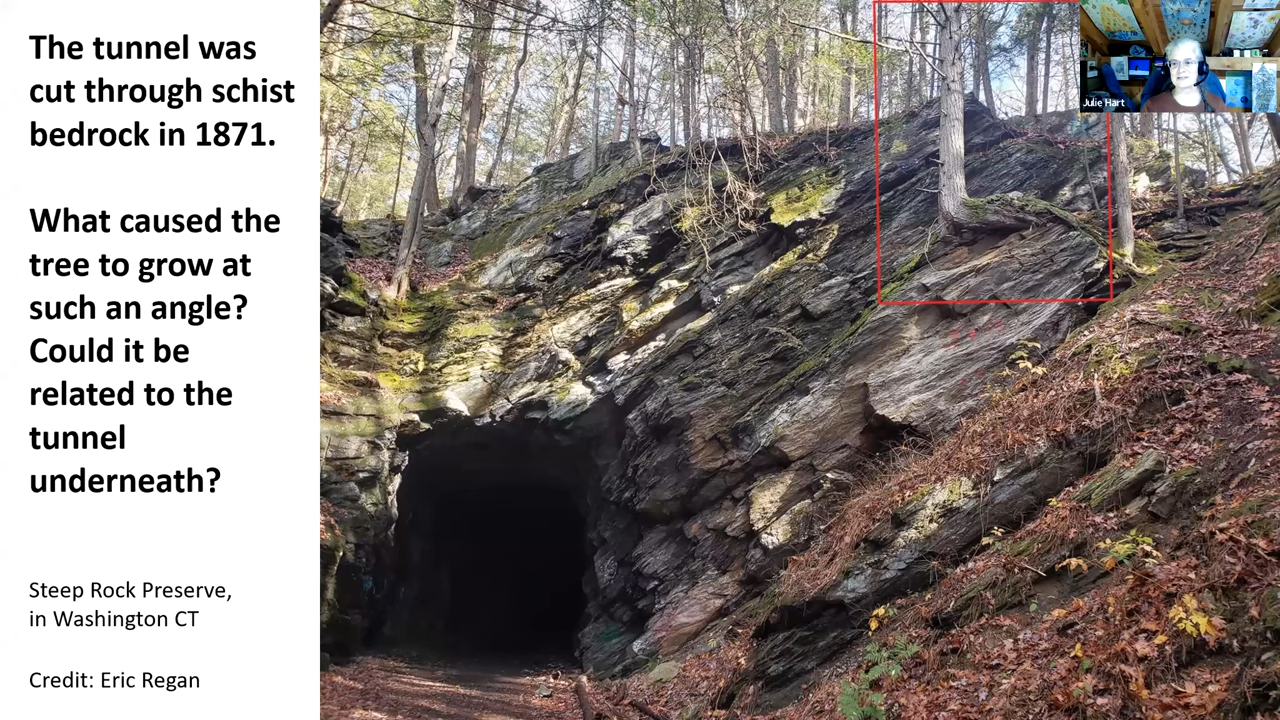 The tunnel was
cut through schist
bedrock in 1871.
What caused the
tree to grow at
such an angle?
Could it be
related to the
tunnel
underneath?
Steep Rock Preserve,
in Washington CT
Credit: Eric Regan
Julie Hart